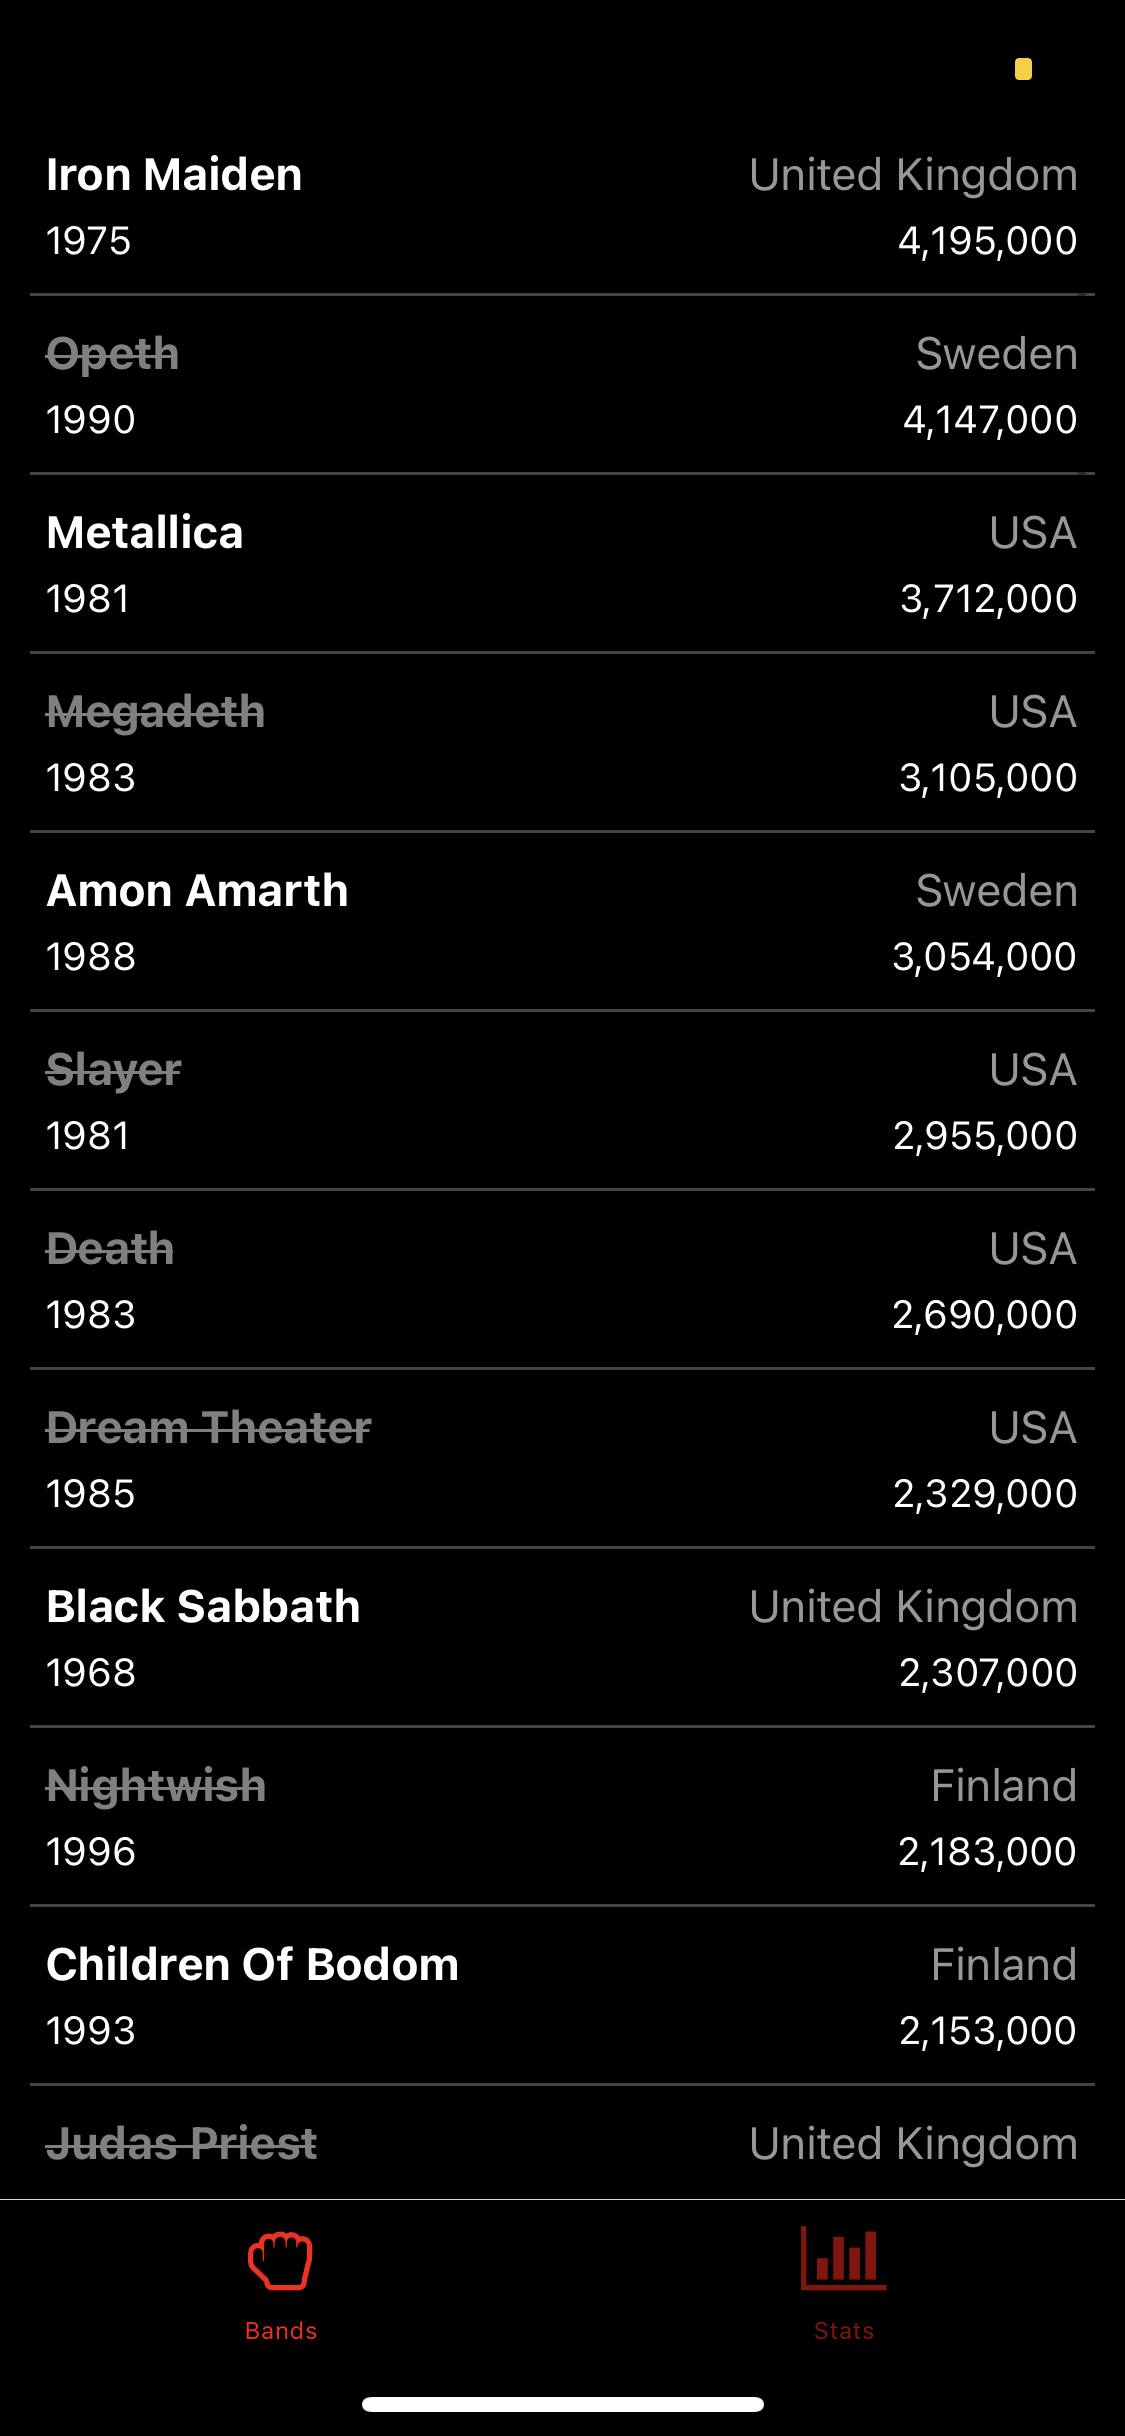 Iron Maiden United Kingdom
1975 4,195,000
Opeth Sweden
1990 4,147,000
Metallica USA
1981 3,712,000
Megadeth USA
1983 3,105,000
Amon Amarth Sweden
1988 3,054,000
Slayer USA
1981 2,955,000
Death USA
1983 2,690,000
Dream Theater USA
1985 2,329,000
Black Sabbath United Kingdom
1968 2,307,000
Nightwish Finland
1996 2,183,000
Children Of Bodom Finland
1993 2,153,000
Judas Priest United Kingdom
Bands Stats